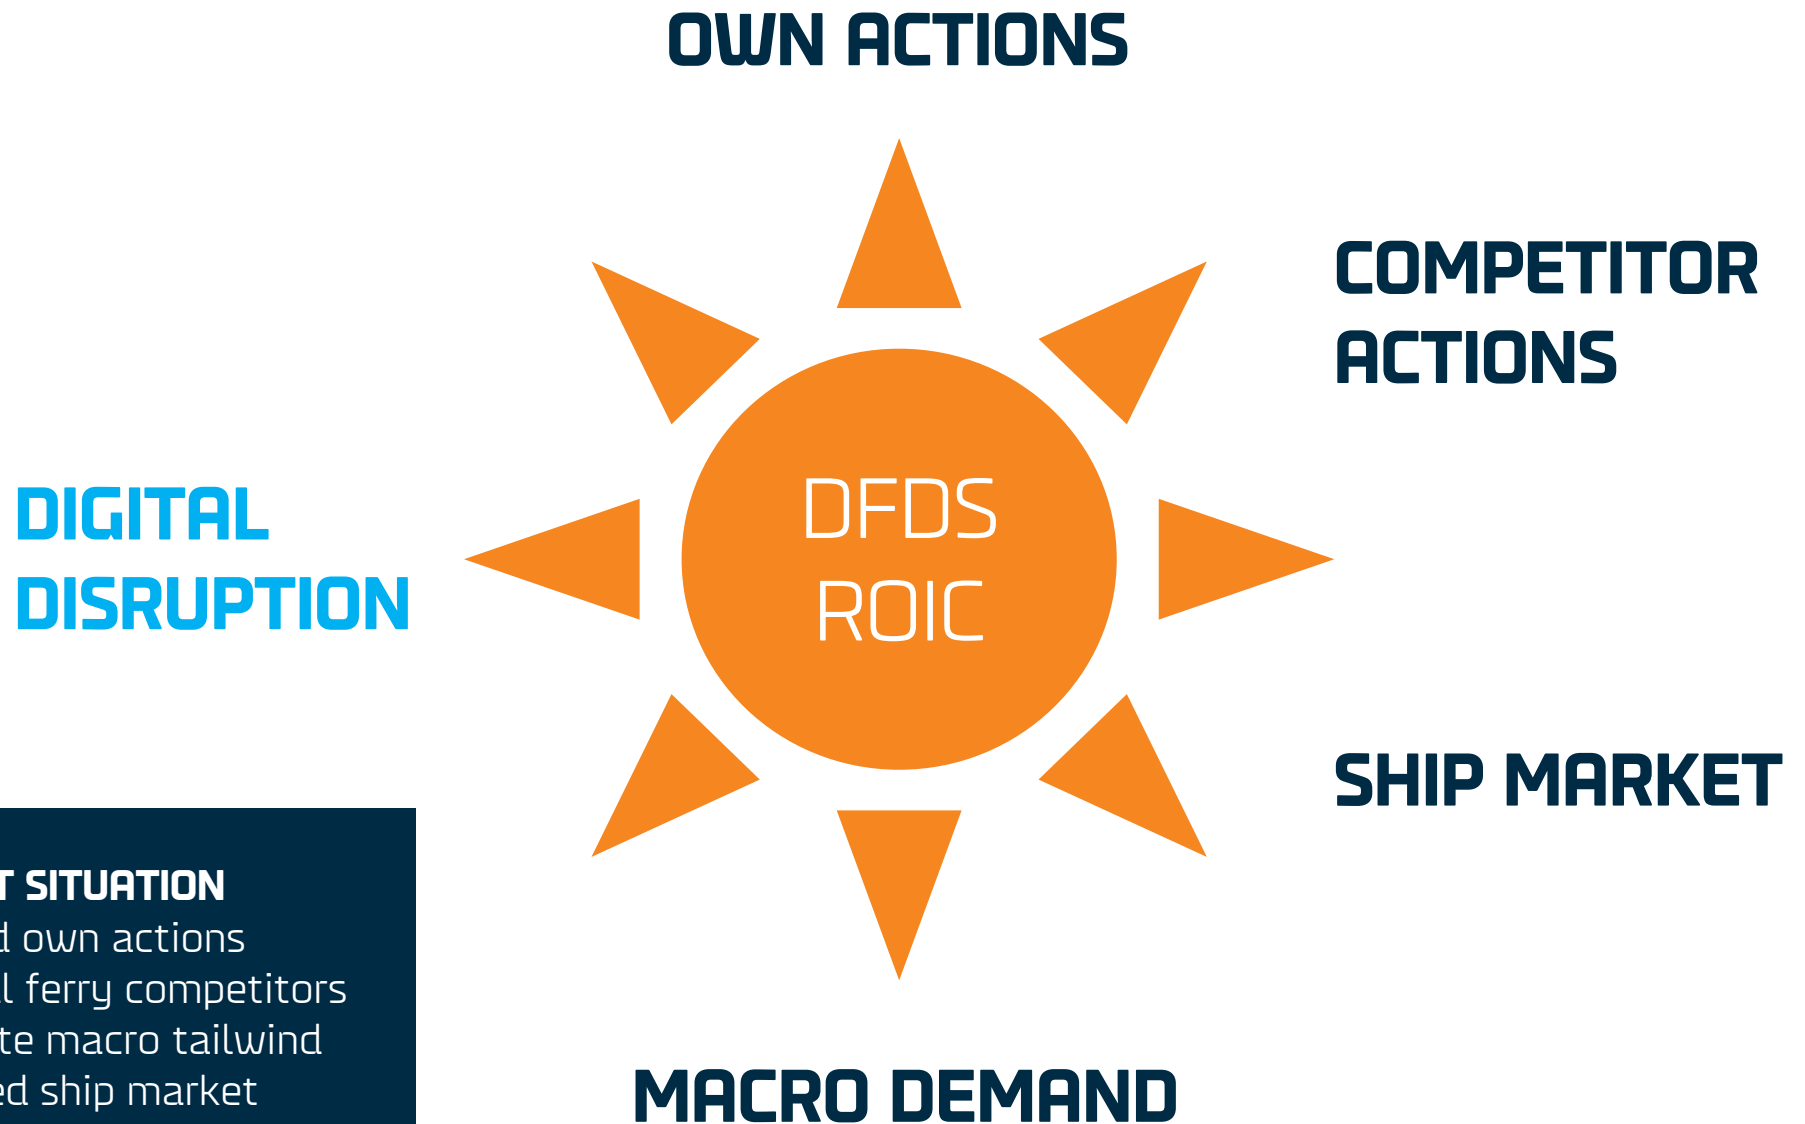 OWN ACTIONS
COMPETITOR
ACTIONS
DIGITAL
DISRUPTION
DFDS
ROIC
SHIP MARKET
SITUATION
own actions
ferry competitors
macro tailwind
ship market
MACRO DEMAND